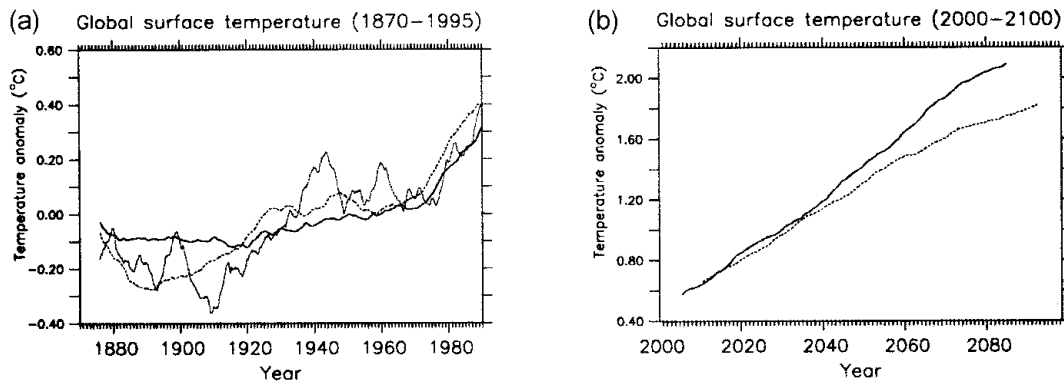 (a) Global surface temperature (1870−1995)
Temperature anomaly (°C)
0.60
0.40
0.20
0.00
−0.20
−0.40
1880 1900 1920 1940 1960 1980
Year
(b) Global surface temperature (2000−2100)
Temperature anomaly (°C)
2.00
1.60
1.20
0.80
0.40
2000 2020 2040 2060 2080
Year